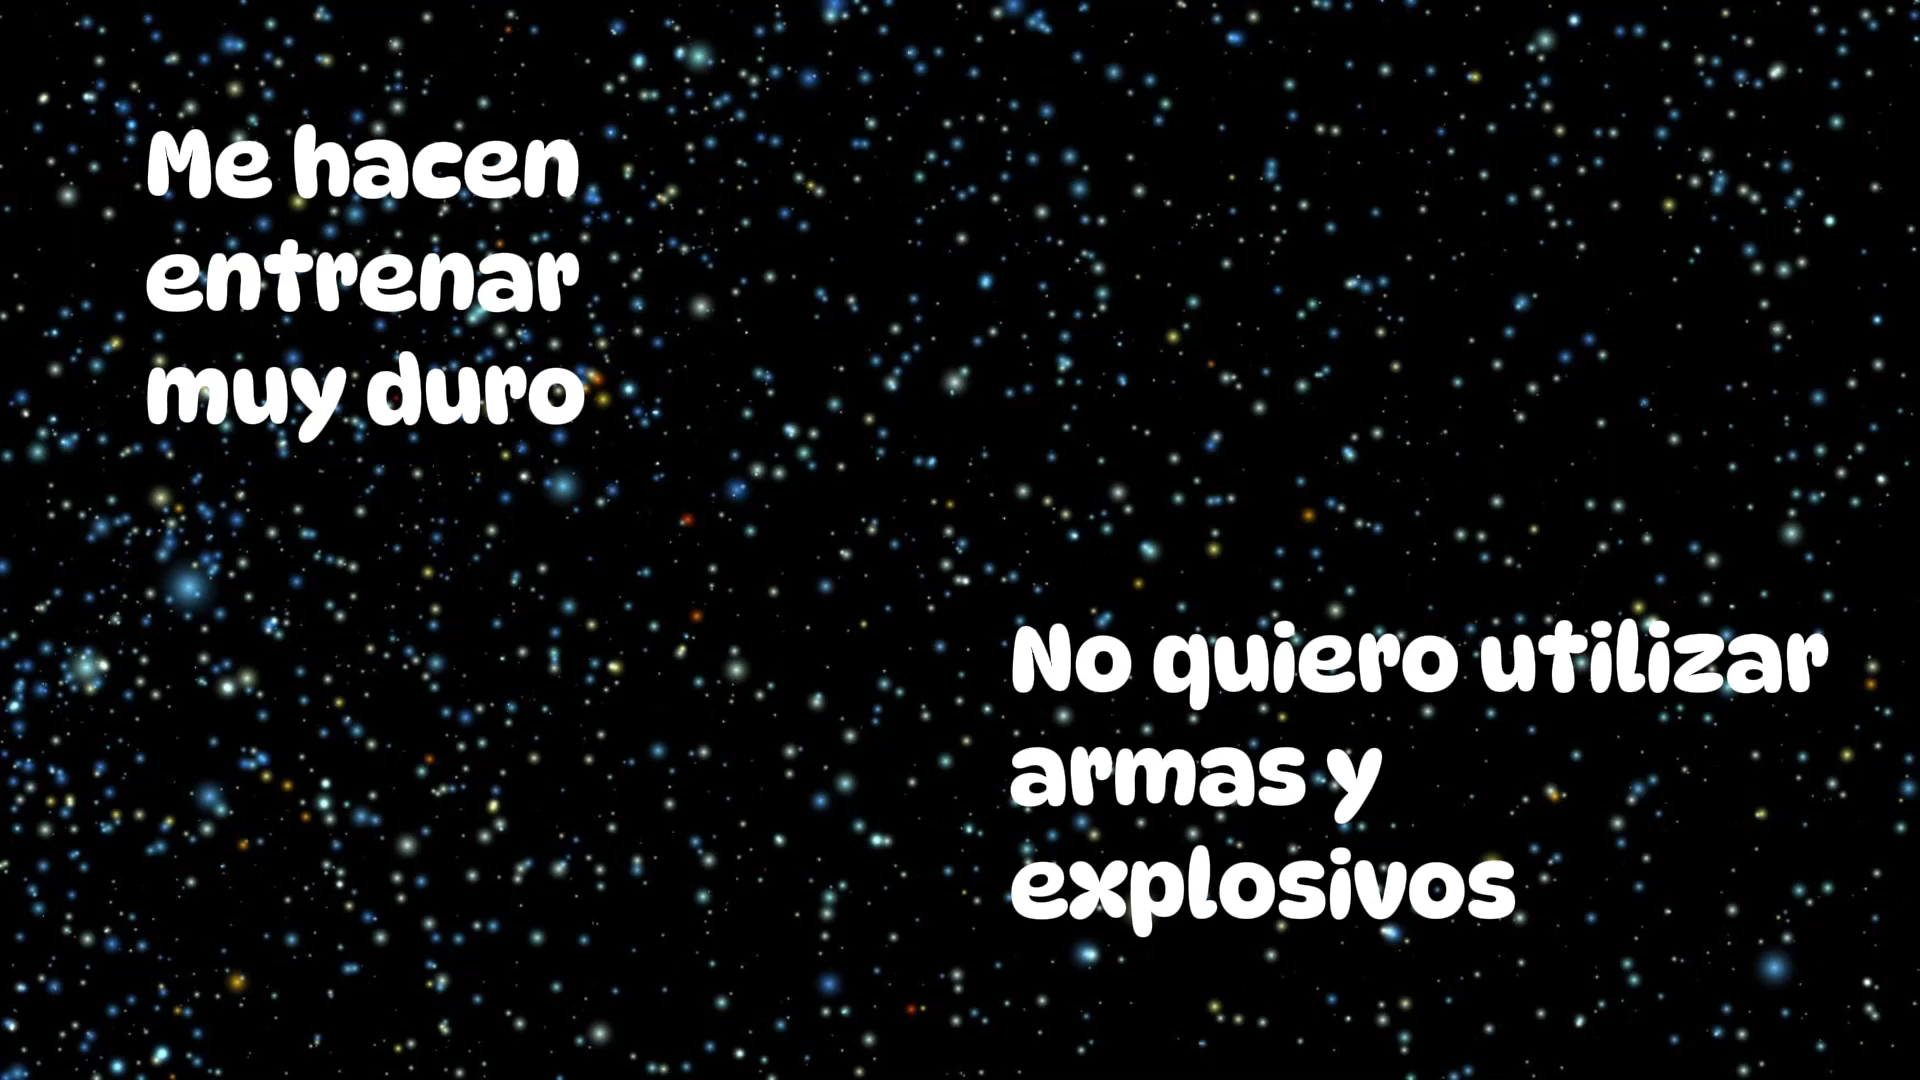 Me hacen
entrenar
muy duro
No quiero utilizar
armas y
explosivos